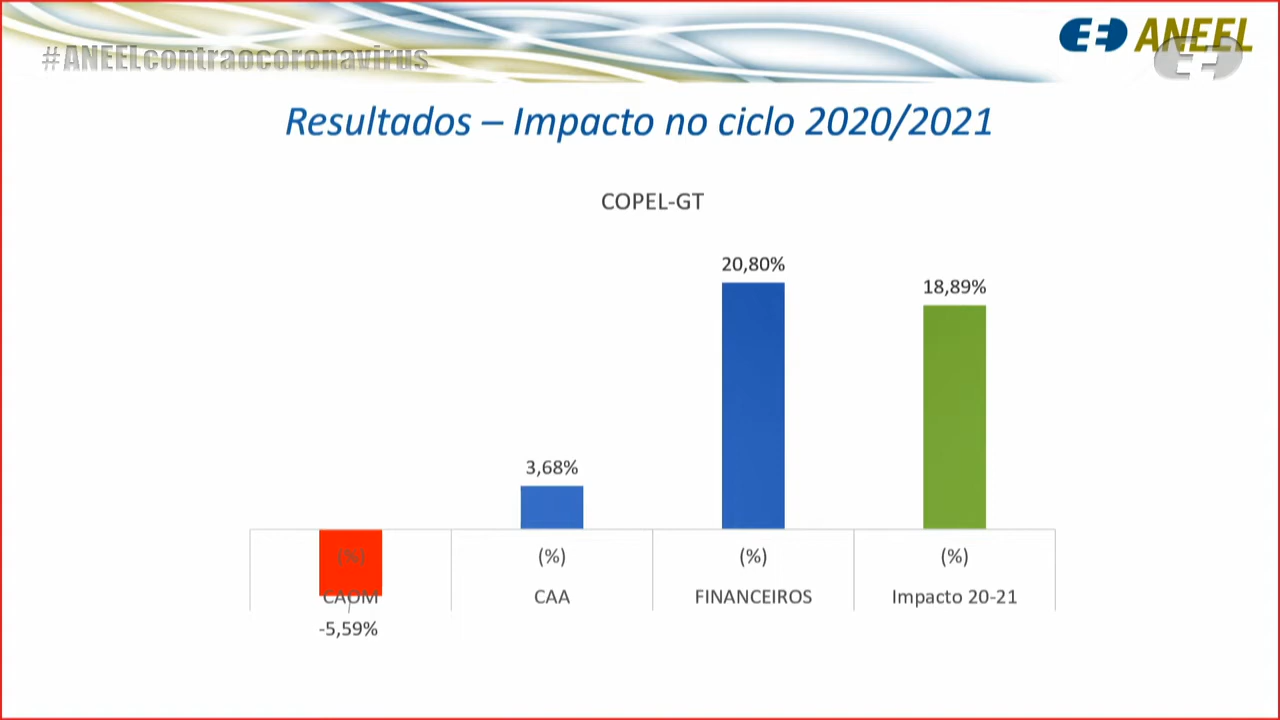 #ANEELcontraocoronavirus
ANEEL
Resultados – Impacto no ciclo 2020/2021
COPEL-GT
20,80%
18,89%
3,68%
(%) (%) (%) (%)
CAOM CAA FINANCEIROS Impacto 20-21
-5,59%